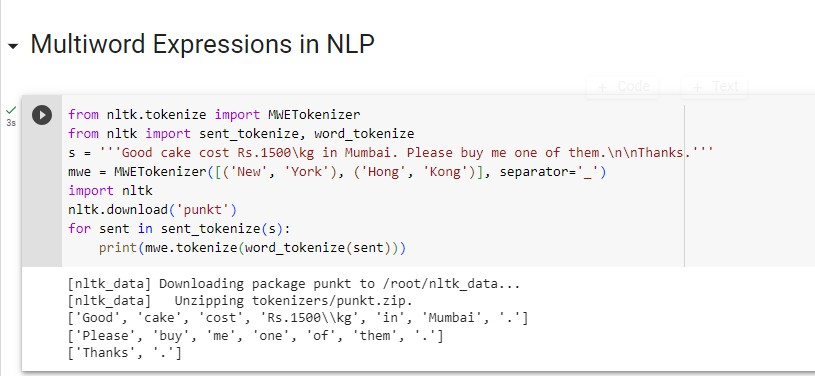 Multiword Expressions in NLP
+ Code + Text
3s
from nltk.tokenize import MWETokenizer
from nltk import sent_tokenize, word_tokenize
s = '''Good cake cost Rs.1500\kg in Mumbai. Please buy me one of them.\n\nThanks.'''
mwe = MWETokenizer([('New', 'York'), ('Hong', 'Kong')], separator='_')
import nltk
nltk.download('punkt')
for sent in sent_tokenize(s):
    print(mwe.tokenize(word_tokenize(sent)))
[nltk_data] Downloading package punkt to /root/nltk_data...
[nltk_data]   Unzipping tokenizers/punkt.zip.
['Good', 'cake', 'cost', 'Rs.1500\\kg', 'in', 'Mumbai', '.']
['Please', 'buy', 'me', 'one', 'of', 'them', '.']
['Thanks', '.']